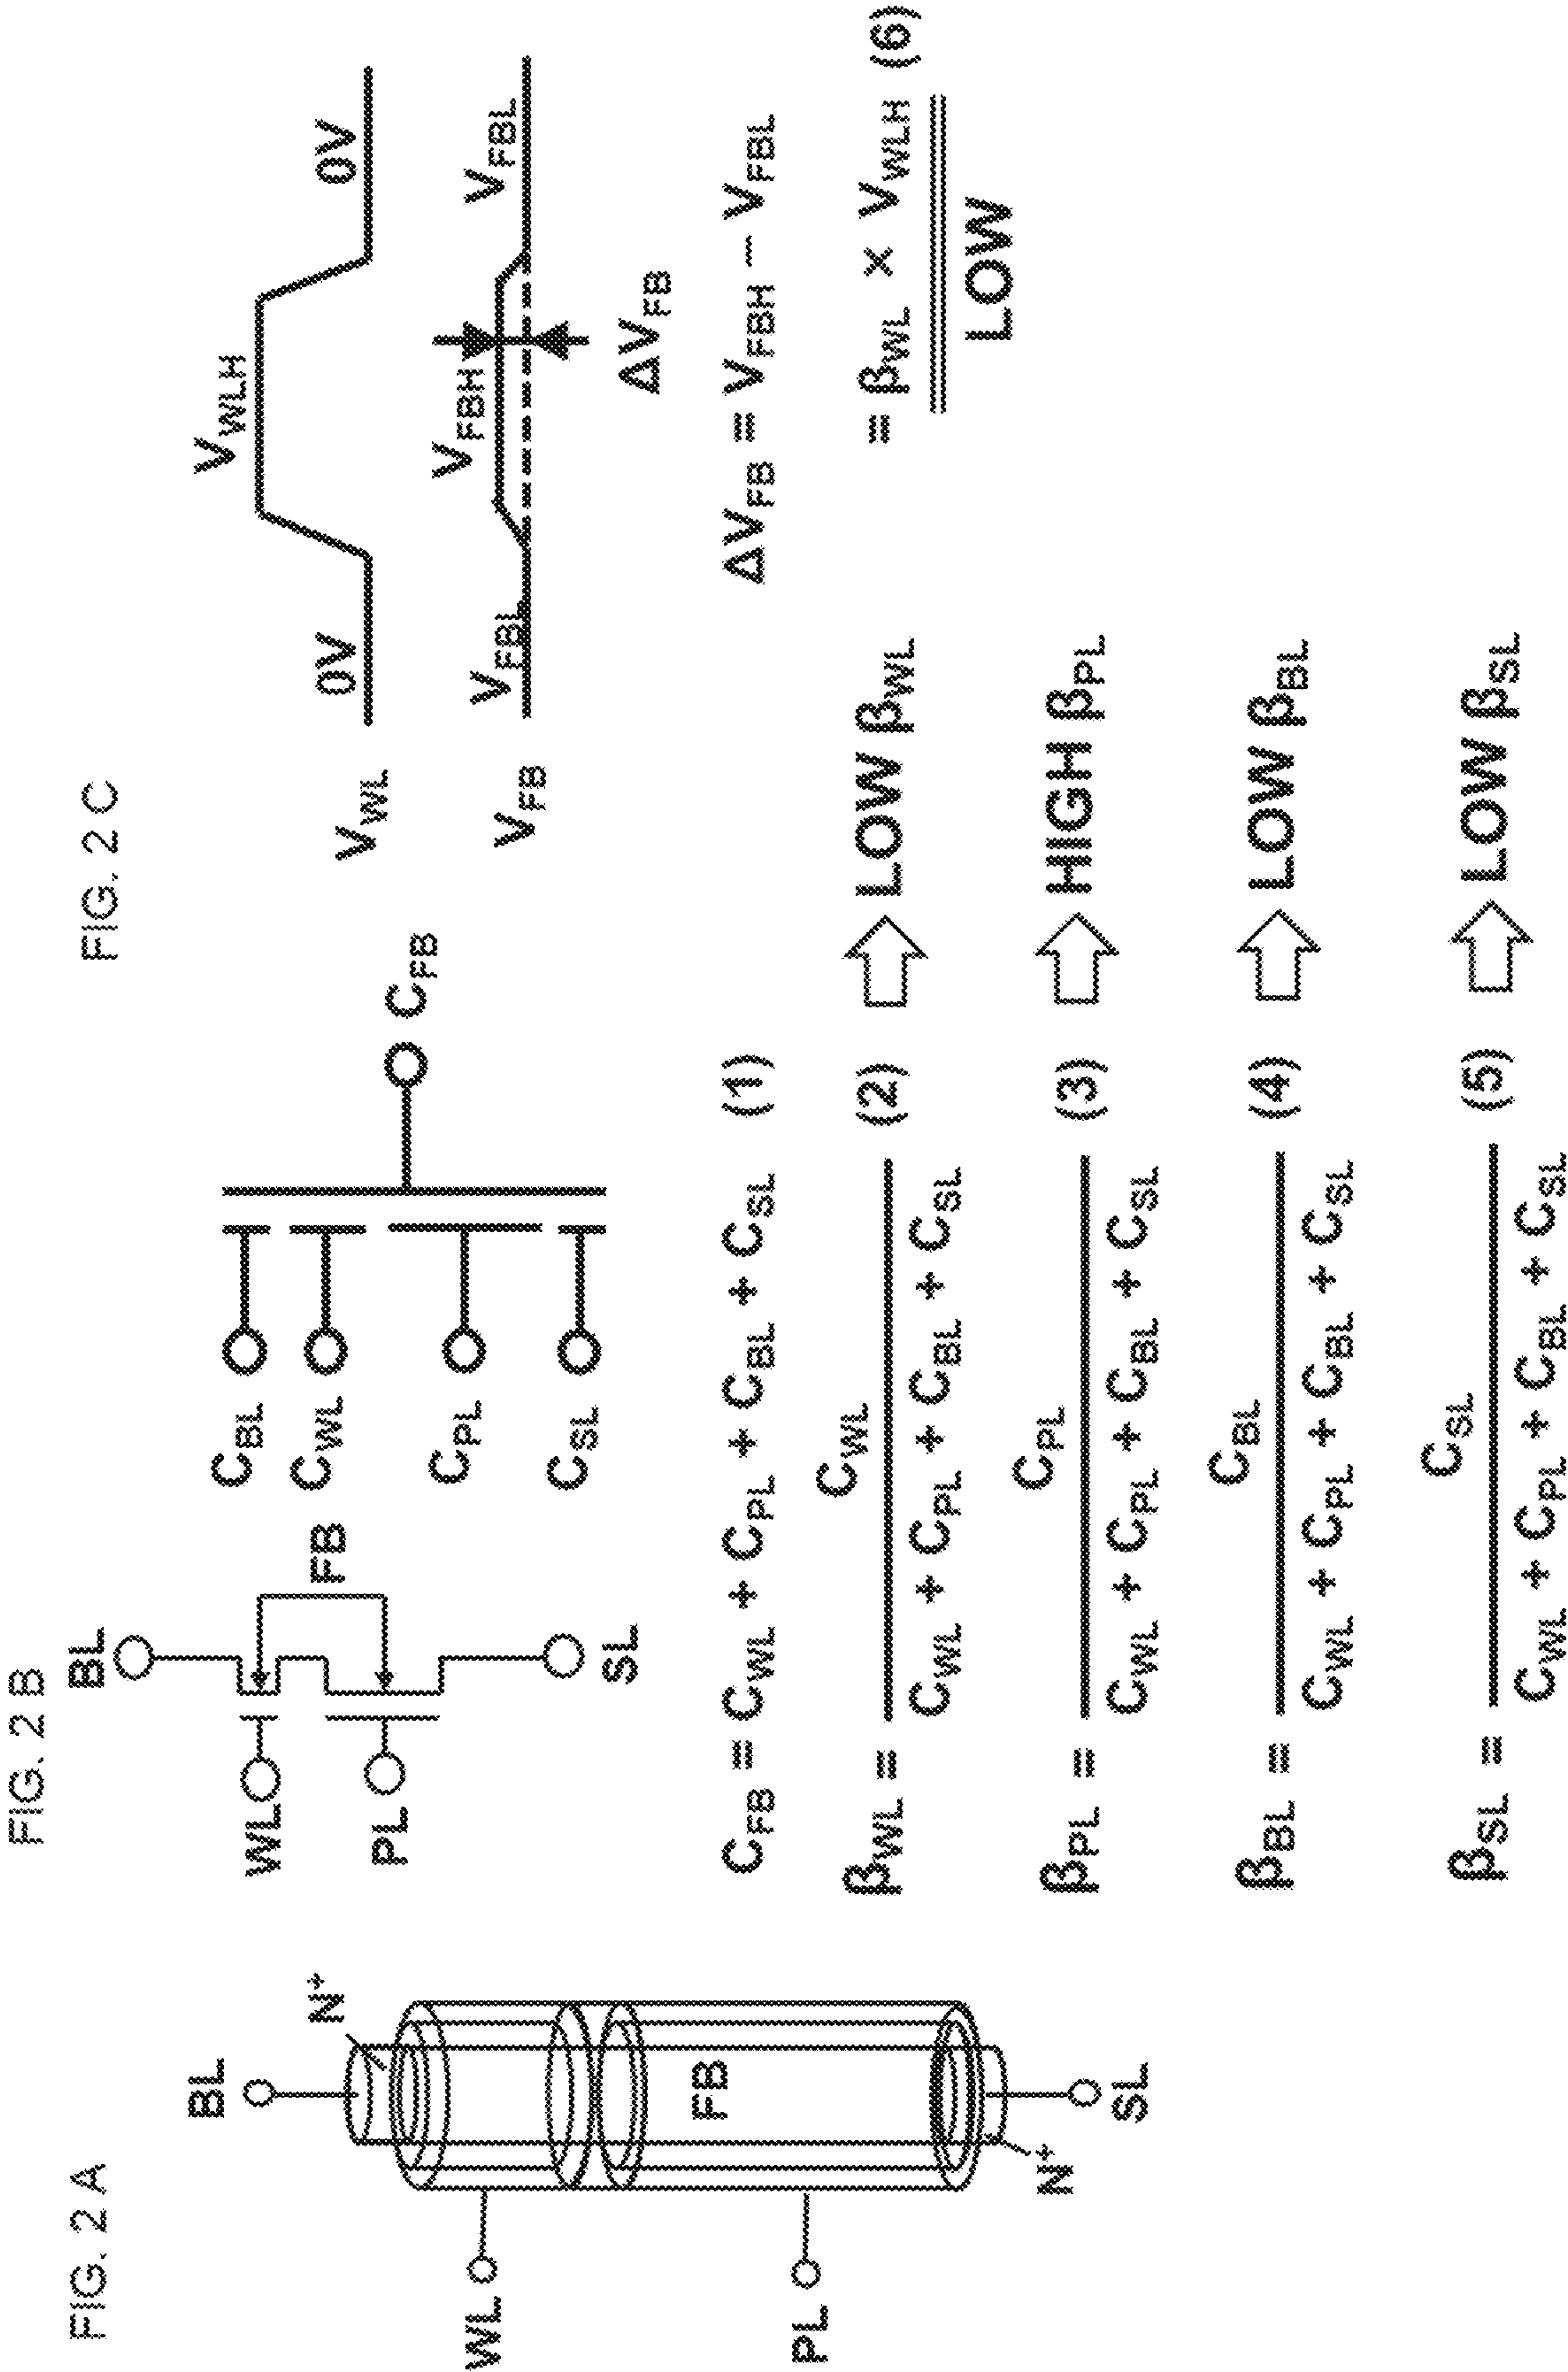 FIG. 2A
BL
N+
WL
FB
PL
N+
SL
FIG. 2B
BL
WL
FB
PL
SL
CBL
CWL
CPL
CSL
CFB
CFB = CWL + CPL + CBL + CSL (1)
βWL = CWL / CWL + CPL + CBL + CSL (2) LOW βWL
βPL = CPL / CWL + CPL + CBL + CSL (3) HIGH βPL
βBL = CBL / CWL + CPL + CBL + CSL (4) LOW βBL
βSL = CSL / CWL + CPL + CBL + CSL (5) LOW βSL
FIG. 2C
VWLH
VWL 0V 0V
VFBH
VFB VFBL VFBL
ΔVFB
ΔVFB = VFBH − VFBL
= βWL × VWLH (6)
LOW